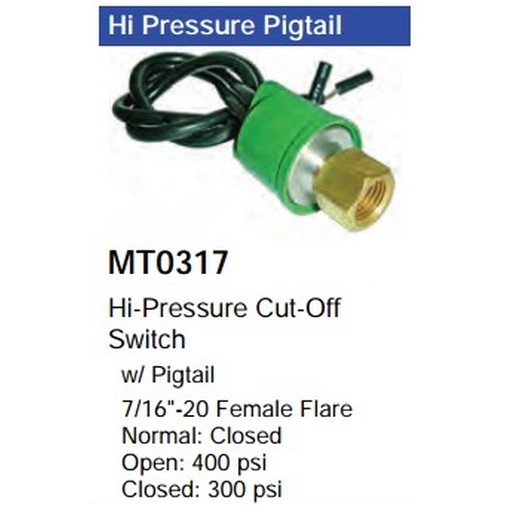 Hi Pressure Pigtail
MT0317
Hi-Pressure Cut-Off
Switch
w/ Pigtail
7/16"-20 Female Flare
Normal: Closed
Open: 400 psi
Closed: 300 psi